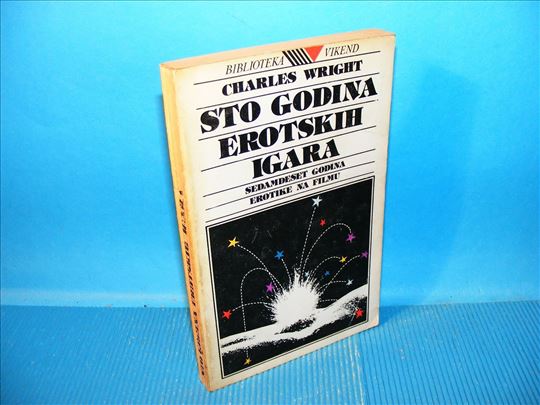 BIBLIOTEKA VIKEND
CHARLES WRIGHT
STO GODINA
EROTSKIH
IGARA
SEDAMDESET GODINA
EROTIKE NA FILMU